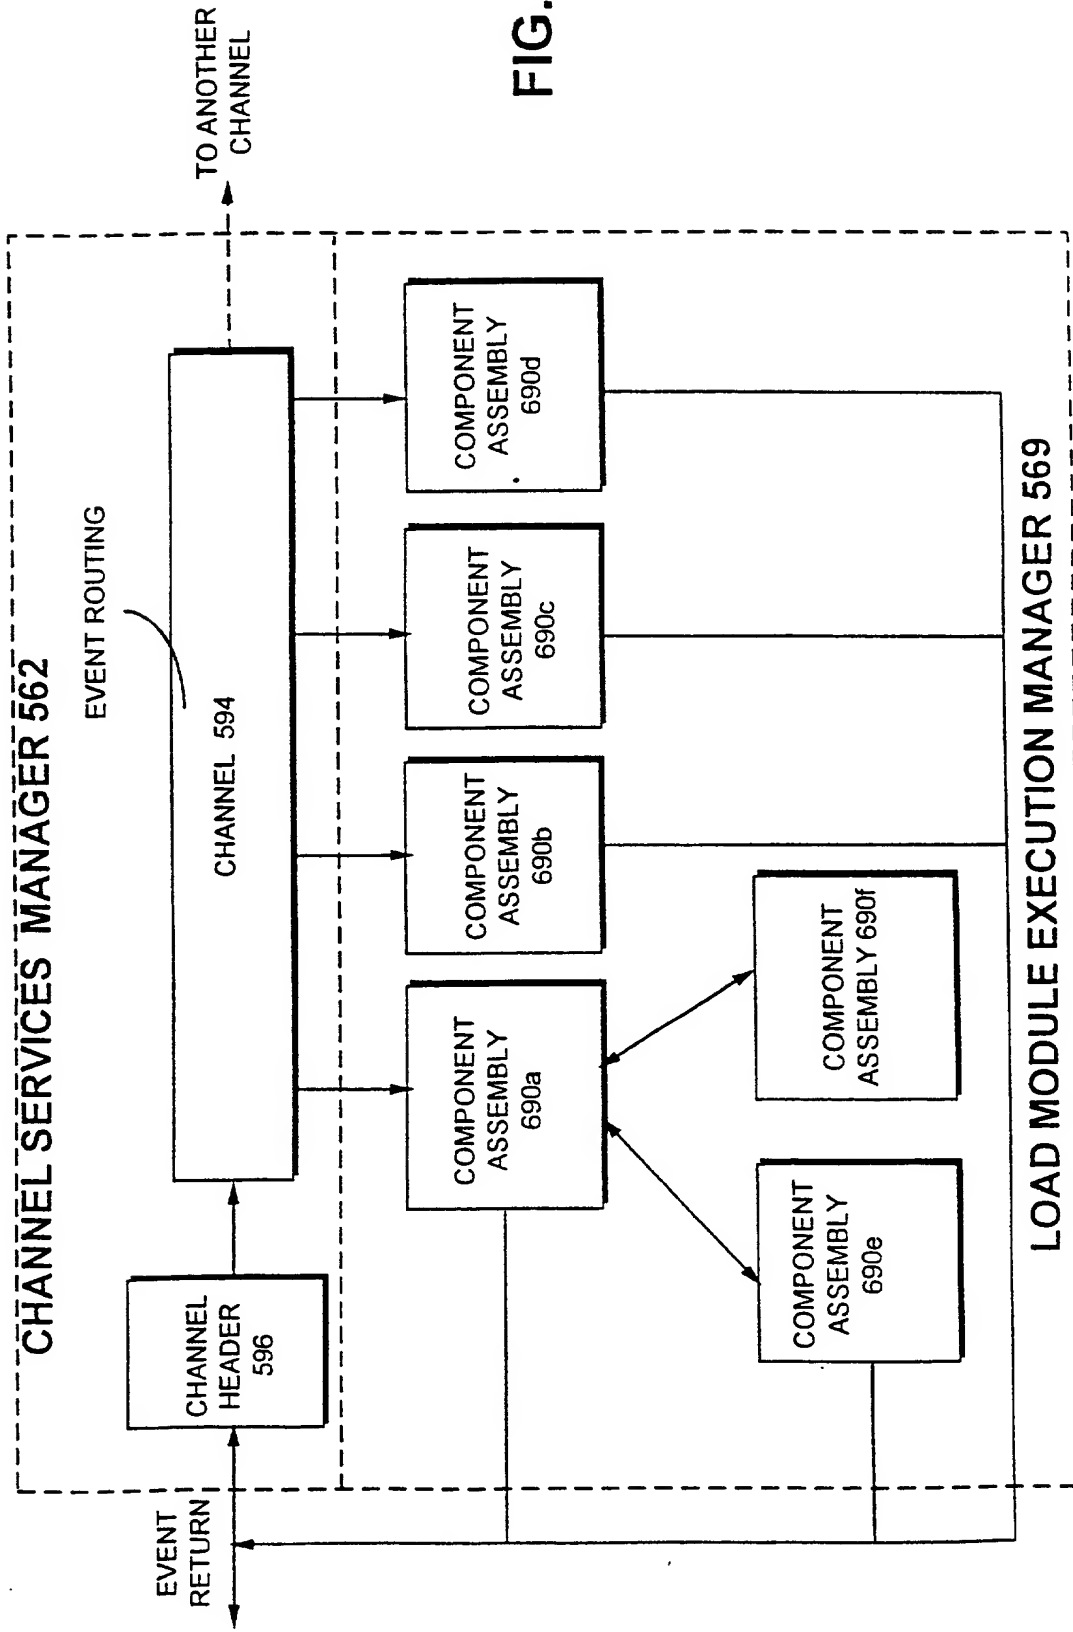 CHANNEL SERVICES MANAGER 562
EVENT
RETURN
CHANNEL
HEADER
596
EVENT ROUTING
CHANNEL 594
TO ANOTHER
CHANNEL
COMPONENT
ASSEMBLY
690a
COMPONENT
ASSEMBLY
690b
COMPONENT
ASSEMBLY
690c
COMPONENT
ASSEMBLY
690d
COMPONENT
ASSEMBLY
690e
COMPONENT
ASSEMBLY 690f
LOAD MODULE EXECUTION MANAGER 569
FIG.